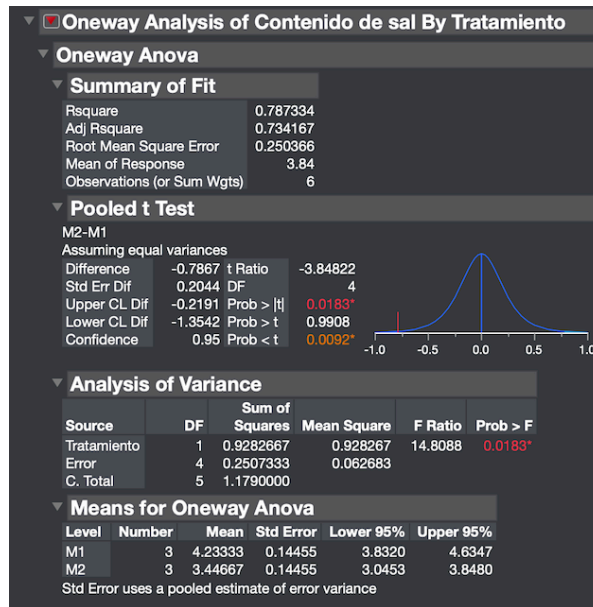 Oneway Analysis of Contenido de sal By Tratamiento
Oneway Anova
Summary of Fit
Rsquare 0.787334
Adj Rsquare 0.734167
Root Mean Square Error 0.250366
Mean of Response 3.84
Observations (or Sum Wgts) 6
Pooled t Test
M2-M1
Assuming equal variances
Difference -0.7867 t Ratio -3.84822
Std Err Dif 0.2044 DF 4
Upper CL Dif -0.2191 Prob > |t| 0.0183*
Lower CL Dif -1.3542 Prob > t 0.9908
Confidence 0.95 Prob < t 0.0092*
-1.0 -0.5 0.0 0.5 1.0
Analysis of Variance
Source DF Sum of Squares Mean Square F Ratio Prob > F
Tratamiento 1 0.9282667 0.928267 14.8088 0.0183*
Error 4 0.2507333 0.062683
C. Total 5 1.1790000
Means for Oneway Anova
Level Number Mean Std Error Lower 95% Upper 95%
M1 3 4.23333 0.14455 3.8320 4.6347
M2 3 3.44667 0.14455 3.0453 3.8480
Std Error uses a pooled estimate of error variance